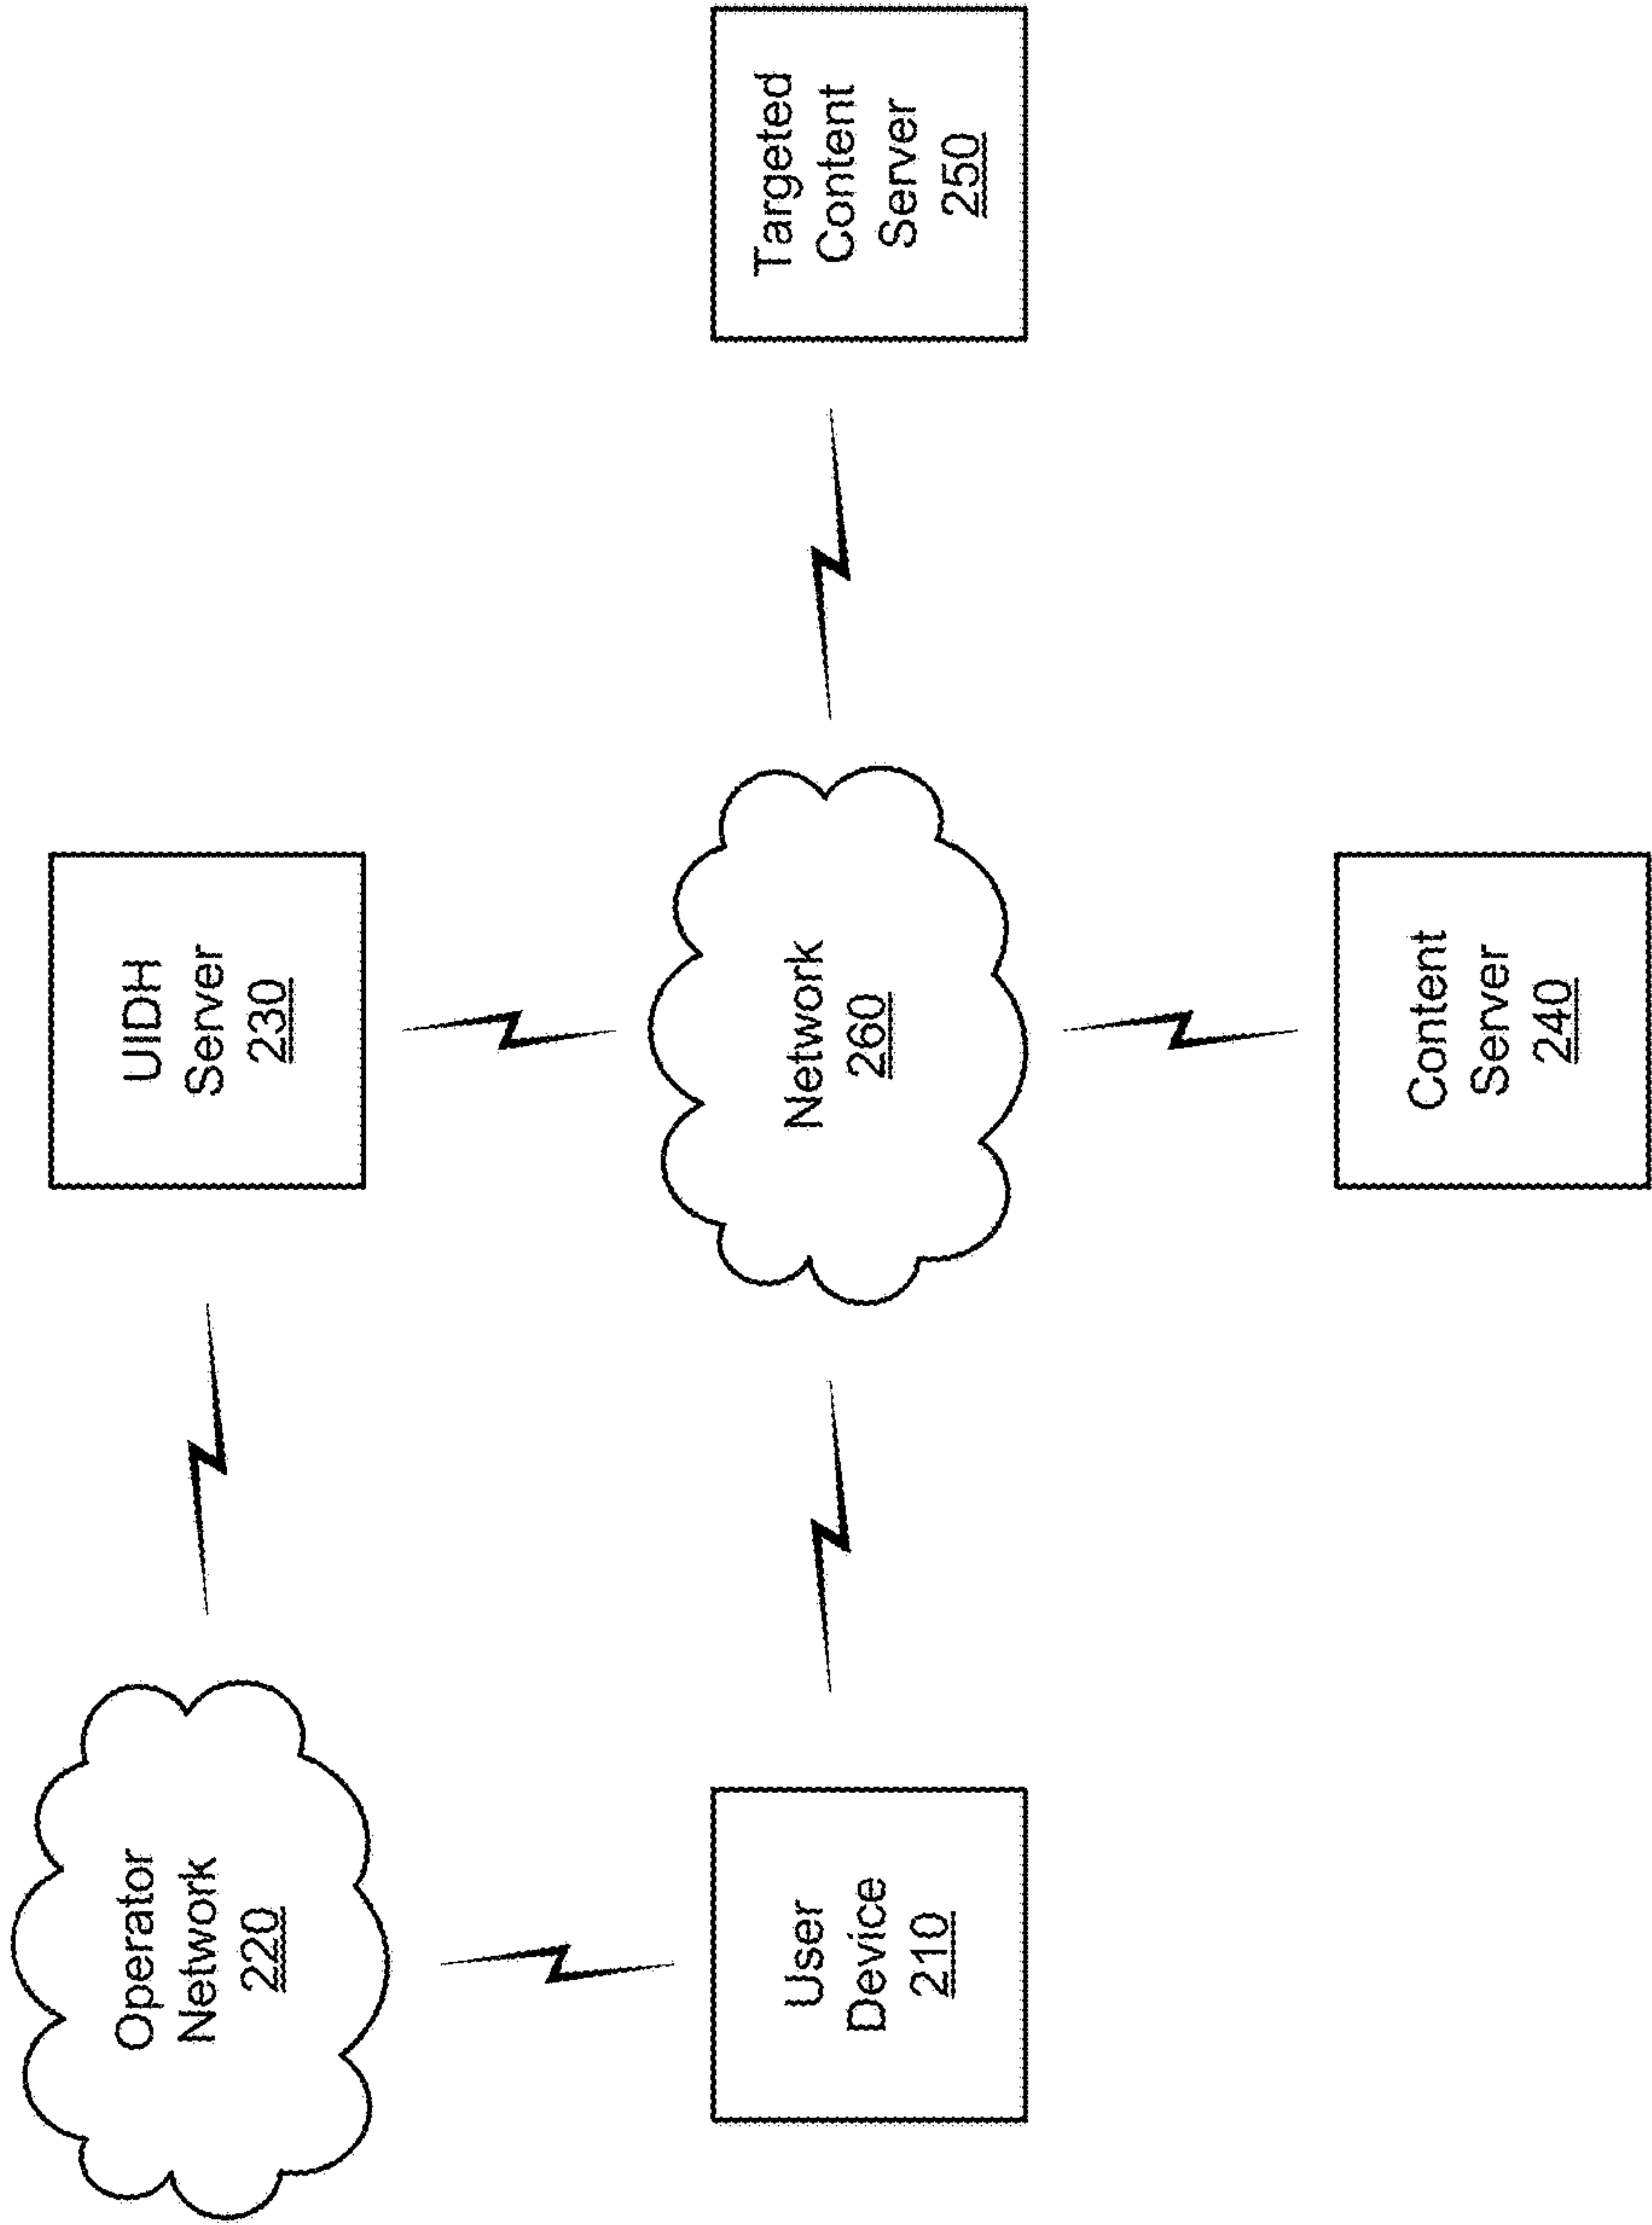 Operator
Network
220
UIDH
Server
230
User
Device
210
Network
260
Targeted
Content
Server
250
Content
Server
240